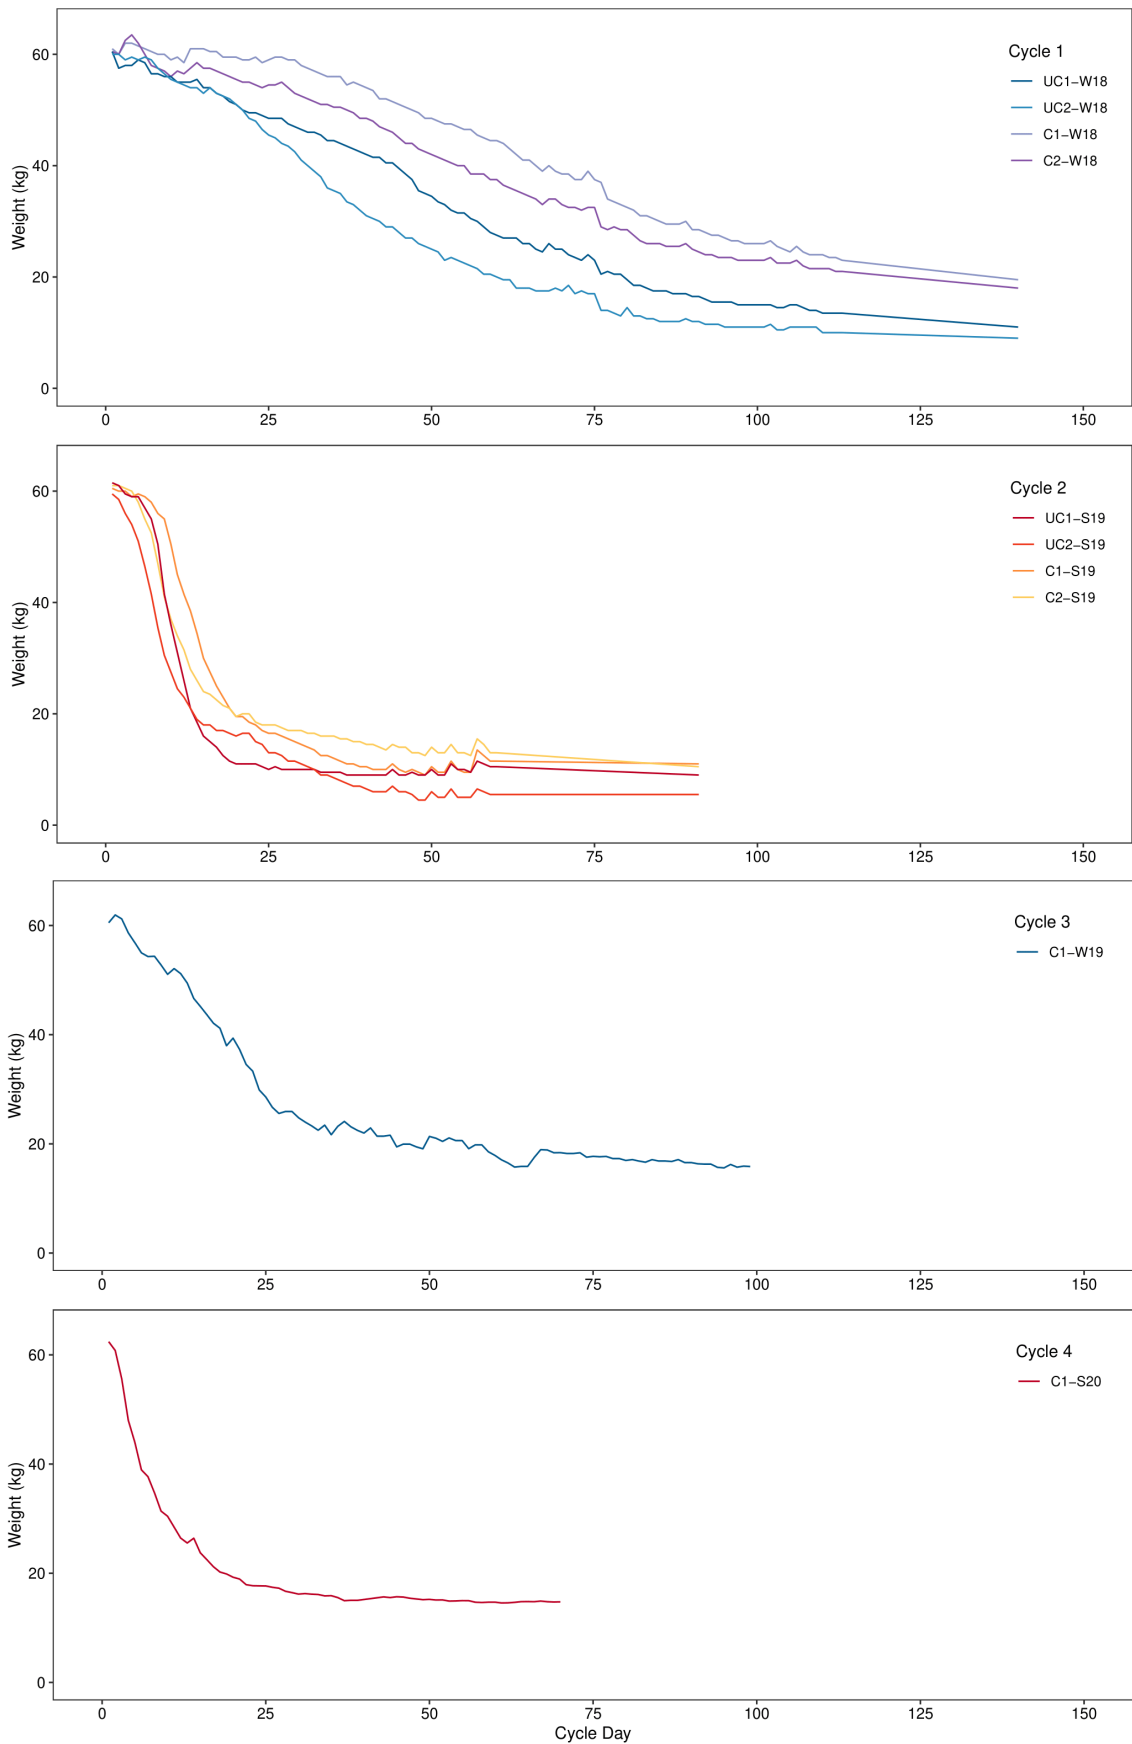 Cycle 1
UC1−W18
UC2−W18
C1−W18
C2−W18
Weight (kg)
60
40
20
0
0 25 50 75 100 125 150
Cycle 2
UC1−S19
UC2−S19
C1−S19
C2−S19
Weight (kg)
60
40
20
0
0 25 50 75 100 125 150
Cycle 3
C1−W19
Weight (kg)
60
40
20
0
0 25 50 75 100 125 150
Cycle 4
C1−S20
Weight (kg)
60
40
20
0
0 25 50 75 100 125 150
Cycle Day